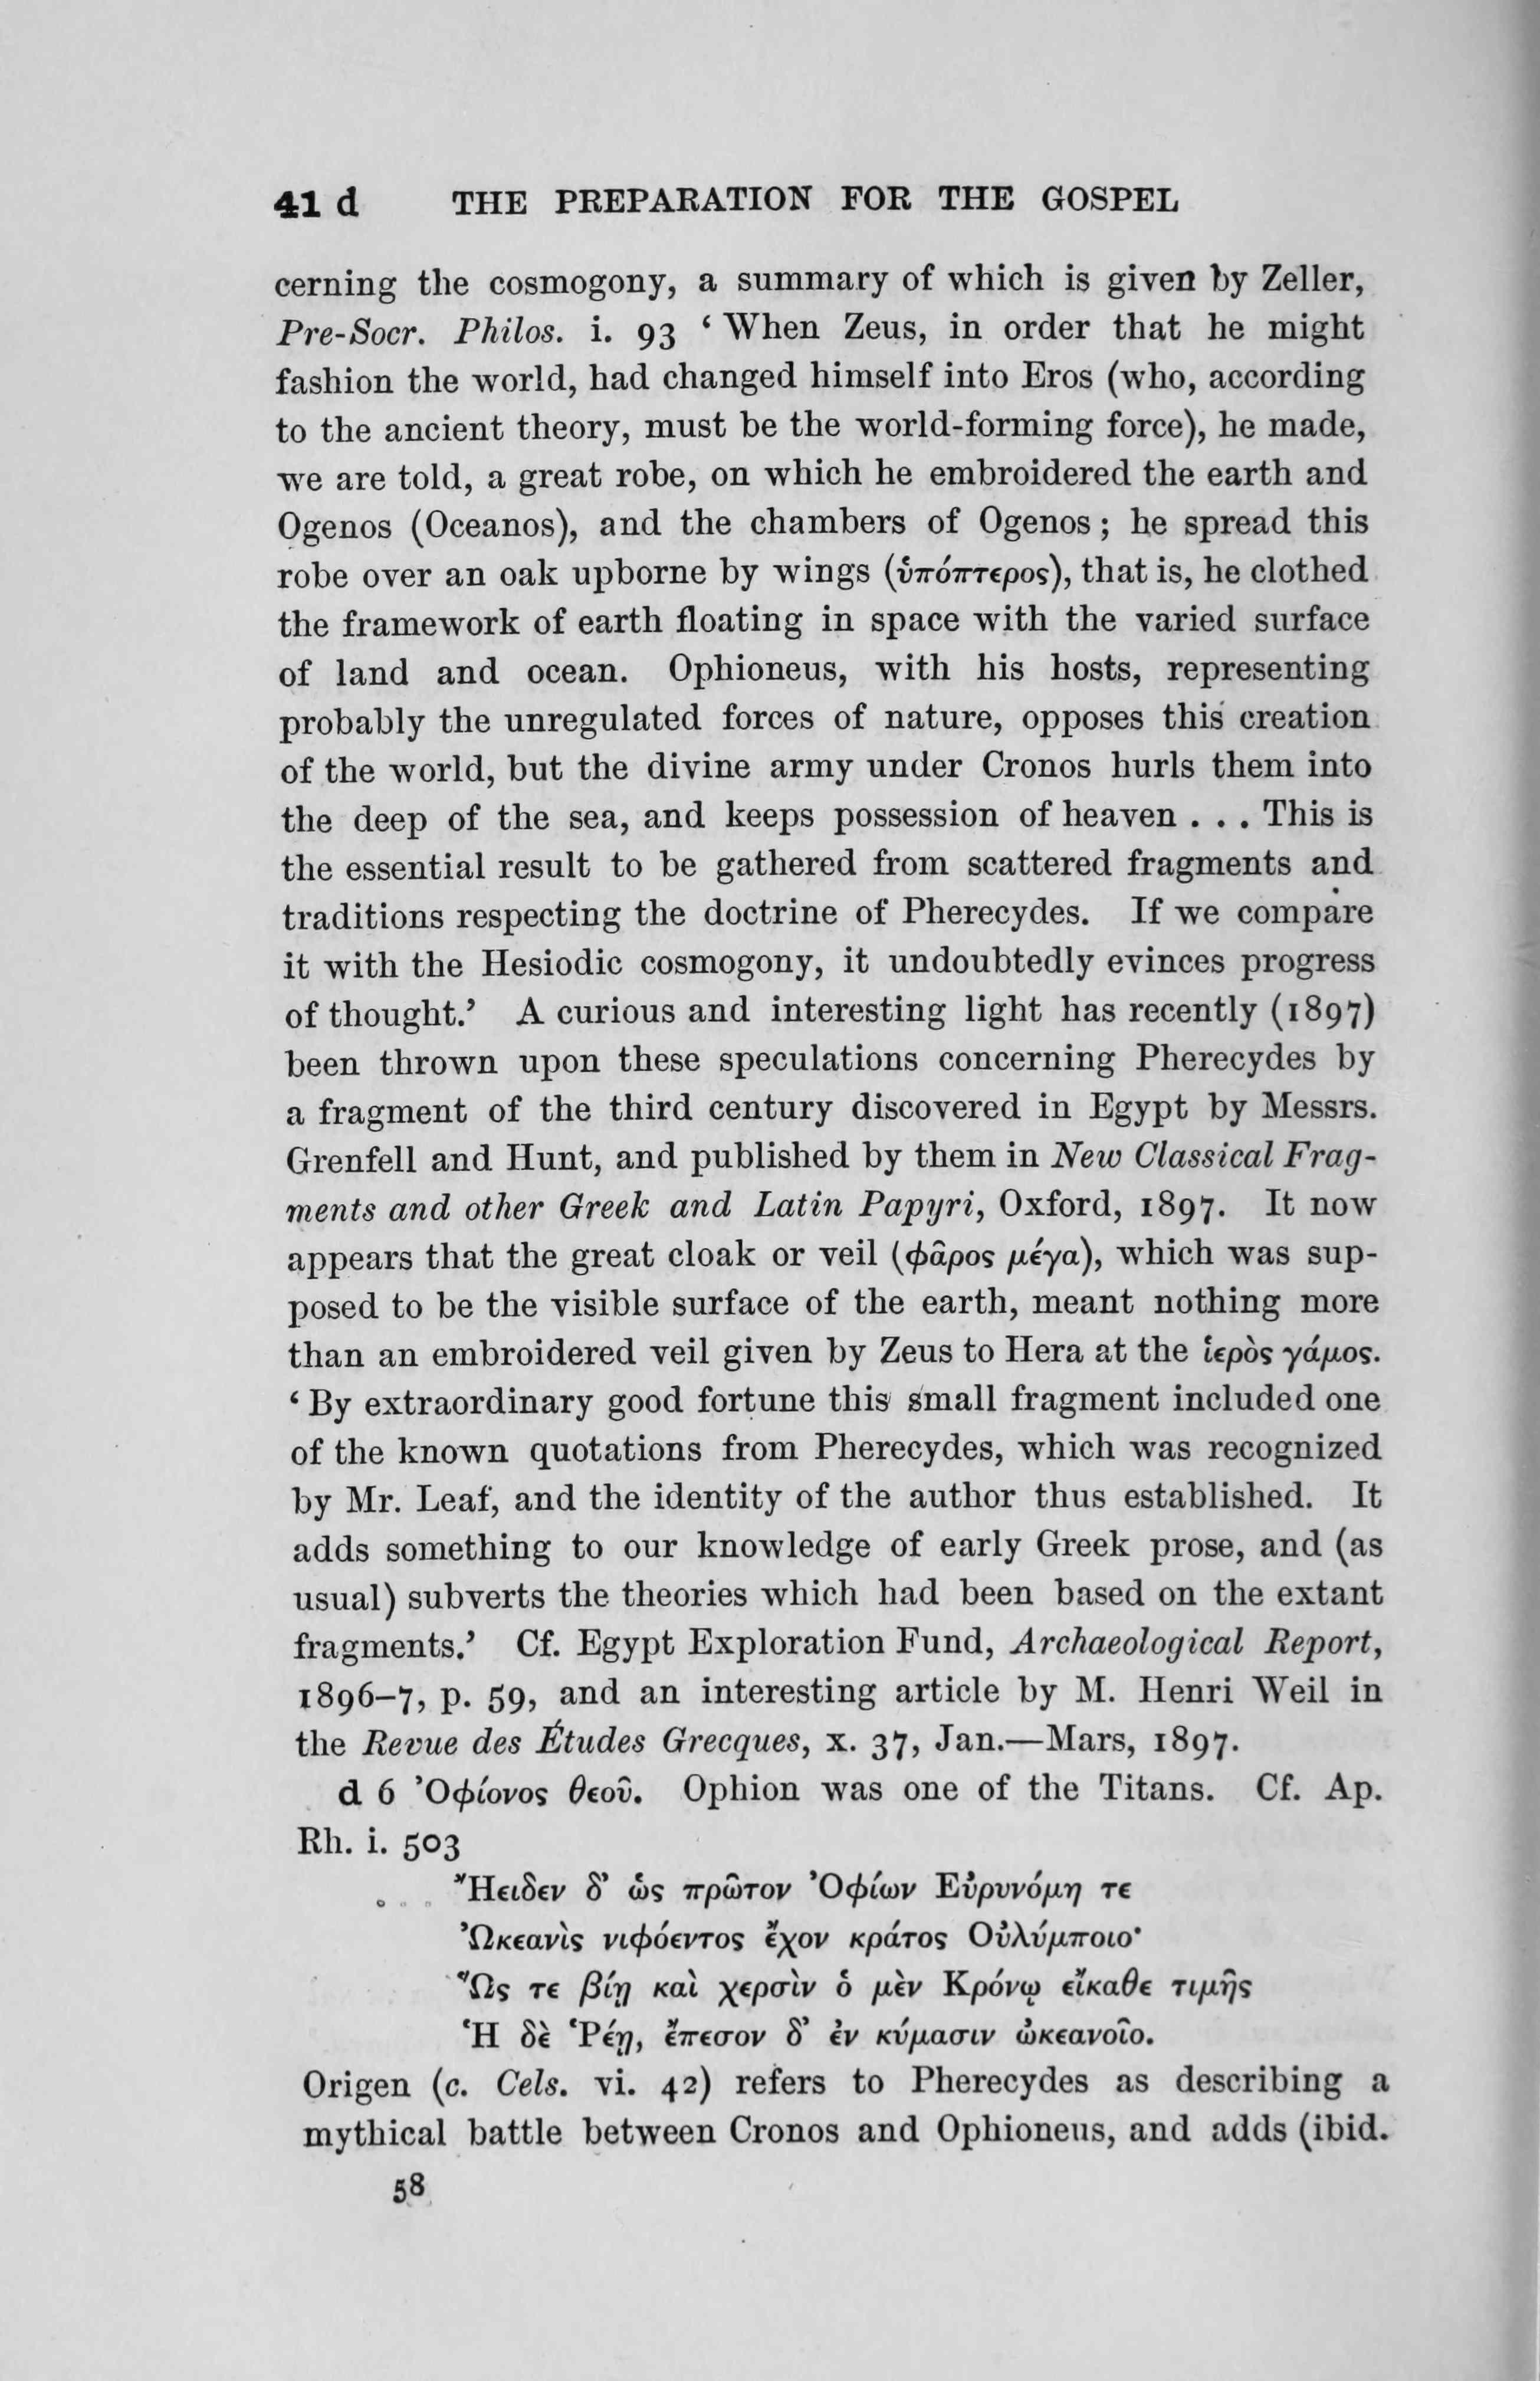 41 d THE PREPARATION FOR THE GOSPEL
cerning the cosmogony, a summary of which is given by Zeller,
Pre-Socr. Philos. i. 93 ‘ When Zeus, in order that he might
fashion the world, had changed himself into Eros (who, according
to the ancient theory, must be the world-forming force), he made,
we are told, a great robe, on which he embroidered the earth and
Ogenos (Oceanos), and the chambers of Ogenos; he spread this
robe over an oak upborne by wings (ὑπόπτερος), that is, he clothed
the framework of earth floating in space with the varied surface
of land and ocean. Ophioneus, with his hosts, representing
probably the unregulated forces of nature, opposes this creation
of the world, but the divine army under Cronos hurls them into
the deep of the sea, and keeps possession of heaven . . . This is
the essential result to be gathered from scattered fragments and
traditions respecting the doctrine of Pherecydes. If we compare
it with the Hesiodic cosmogony, it undoubtedly evinces progress
of thought.’ A curious and interesting light has recently (1897)
been thrown upon these speculations concerning Pherecydes by
a fragment of the third century discovered in Egypt by Messrs.
Grenfell and Hunt, and published by them in New Classical Frag-
ments and other Greek and Latin Papyri, Oxford, 1897. It now
appears that the great cloak or veil (φᾶρος μέγα), which was sup-
posed to be the visible surface of the earth, meant nothing more
than an embroidered veil given by Zeus to Hera at the ἱερὸς γάμος.
‘ By extraordinary good fortune this small fragment included one
of the known quotations from Pherecydes, which was recognized
by Mr. Leaf, and the identity of the author thus established. It
adds something to our knowledge of early Greek prose, and (as
usual) subverts the theories which had been based on the extant
fragments.’ Cf. Egypt Exploration Fund, Archaeological Report,
1896–7, p. 59, and an interesting article by M. Henri Weil in
the Revue des Études Grecques, x. 37, Jan.—Mars, 1897.
d 6 Ὀφίονος θεοῦ. Ophion was one of the Titans. Cf. Ap.
Rh. i. 503
Ἤειδεν δ’ ὡς πρῶτον Ὀφίων Εὐρυνόμη τε
Ὠκεανὶς νιφόεντος ἔχον κράτος Οὐλύμποιο·
Ὥς τε βίῃ καὶ χερσὶν ὁ μὲν Κρόνῳ εἴκαθε τιμῆς
Ἡ δὲ Ῥέῃ, ἔπεσον δ’ ἐν κύμασιν ὠκεανοῖο.
Origen (c. Cels. vi. 42) refers to Pherecydes as describing a
mythical battle between Cronos and Ophioneus, and adds (ibid.
58